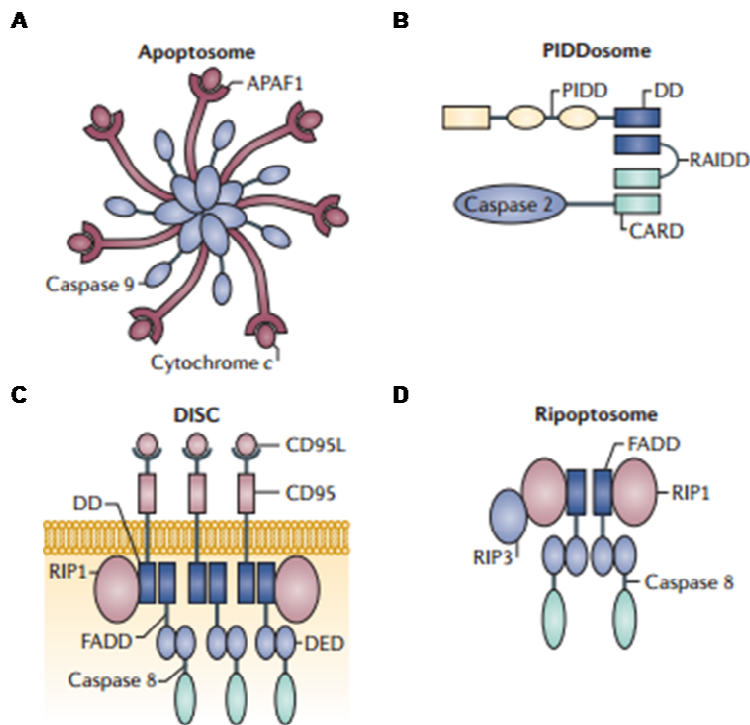 A
Apoptosome
APAF1
Caspase 9
Cytochrome c
B
PIDDosome
PIDD
DD
RAIDD
Caspase 2
CARD
C
DISC
CD95L
CD95
DD
RIP1
FADD
DED
Caspase 8
D
Ripoptosome
FADD
RIP1
RIP3
Caspase 8